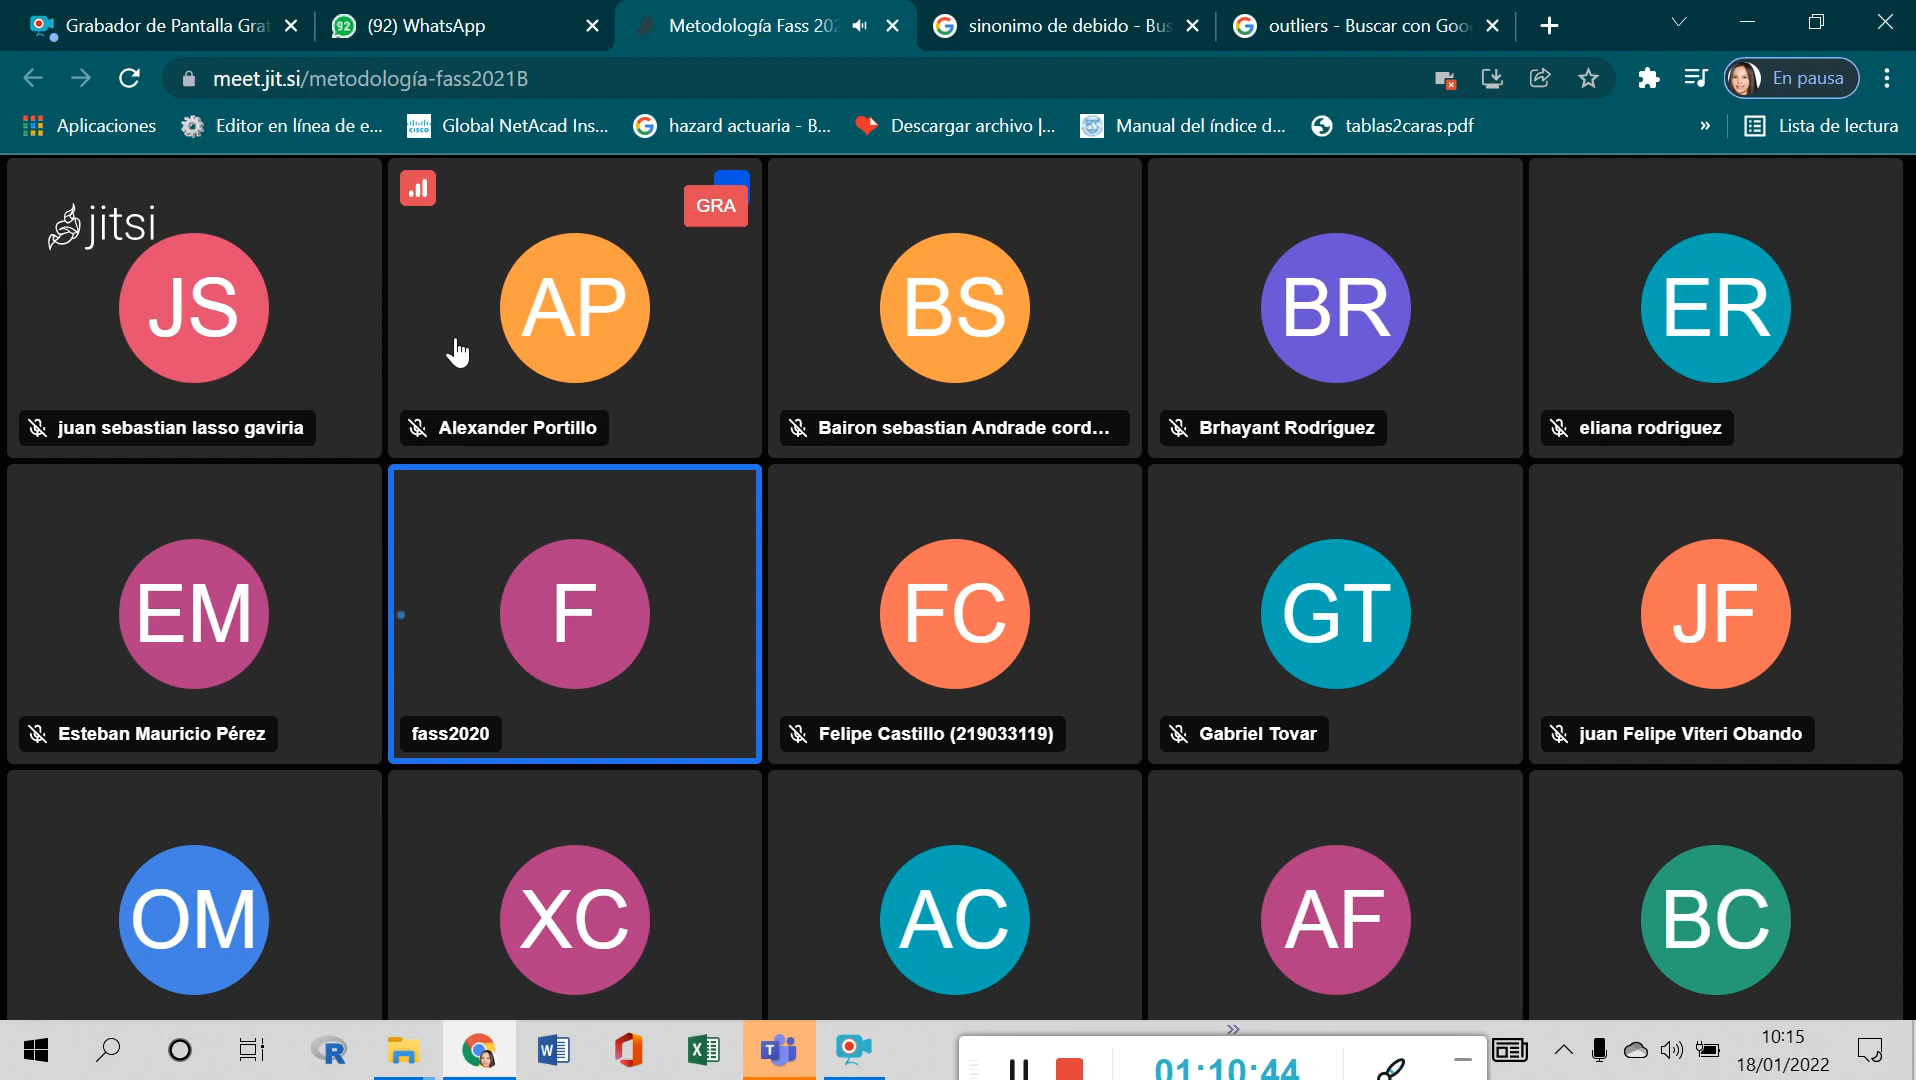 Grabador de Pantalla Grat
(92) WhatsApp
Metodología Fass 202
sinonimo de debido - Bus
outliers - Buscar con Goog
meet.jit.si/metodología-fass2021B
En pausa
Aplicaciones
Editor en línea de e...
Global NetAcad Ins...
hazard actuaria - B...
Descargar archivo |...
Manual del índice d...
tablas2caras.pdf
»
Lista de lectura
jitsi
GRA
JS
AP
BS
BR
ER
juan sebastian lasso gaviria
Alexander Portillo
Bairon sebastian Andrade cord...
Brhayant Rodríguez
eliana rodriguez
EM
F
FC
GT
JF
Esteban Mauricio Pérez
fass2020
Felipe Castillo (219033119)
Gabriel Tovar
juan Felipe Viteri Obando
OM
XC
AC
AF
BC
01:10:44
10:15
18/01/2022